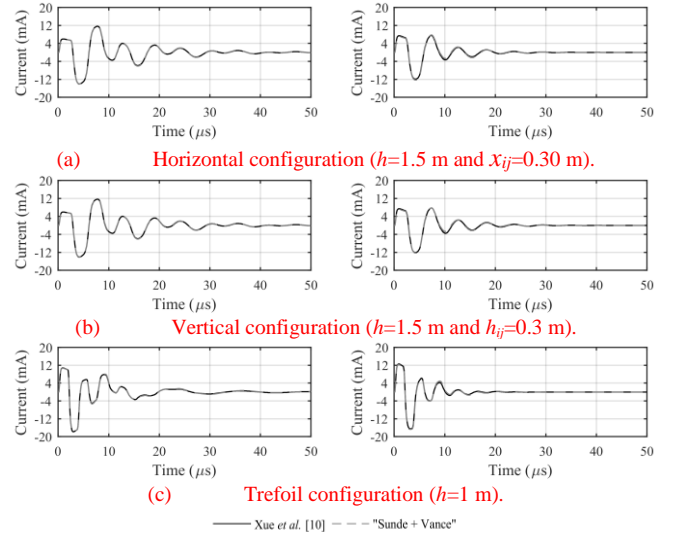 20
12
4
-4
-12
-20
Current (mA)
0 10 20 30 40 50
Time (μs)
20
12
4
-4
-12
-20
Current (mA)
0 10 20 30 40 50
Time (μs)
(a) Horizontal configuration (h=1.5 m and xij=0.30 m).
20
12
4
-4
-12
-20
Current (mA)
0 10 20 30 40 50
Time (μs)
20
12
4
-4
-12
-20
Current (mA)
0 10 20 30 40 50
Time (μs)
(b) Vertical configuration (h=1.5 m and hij=0.3 m).
20
12
4
-4
-12
-20
Current (mA)
0 10 20 30 40 50
Time (μs)
20
12
4
-4
-12
-20
Current (mA)
0 10 20 30 40 50
Time (μs)
(c) Trefoil configuration (h=1 m).
Xue et al. [10] "Sunde + Vance"